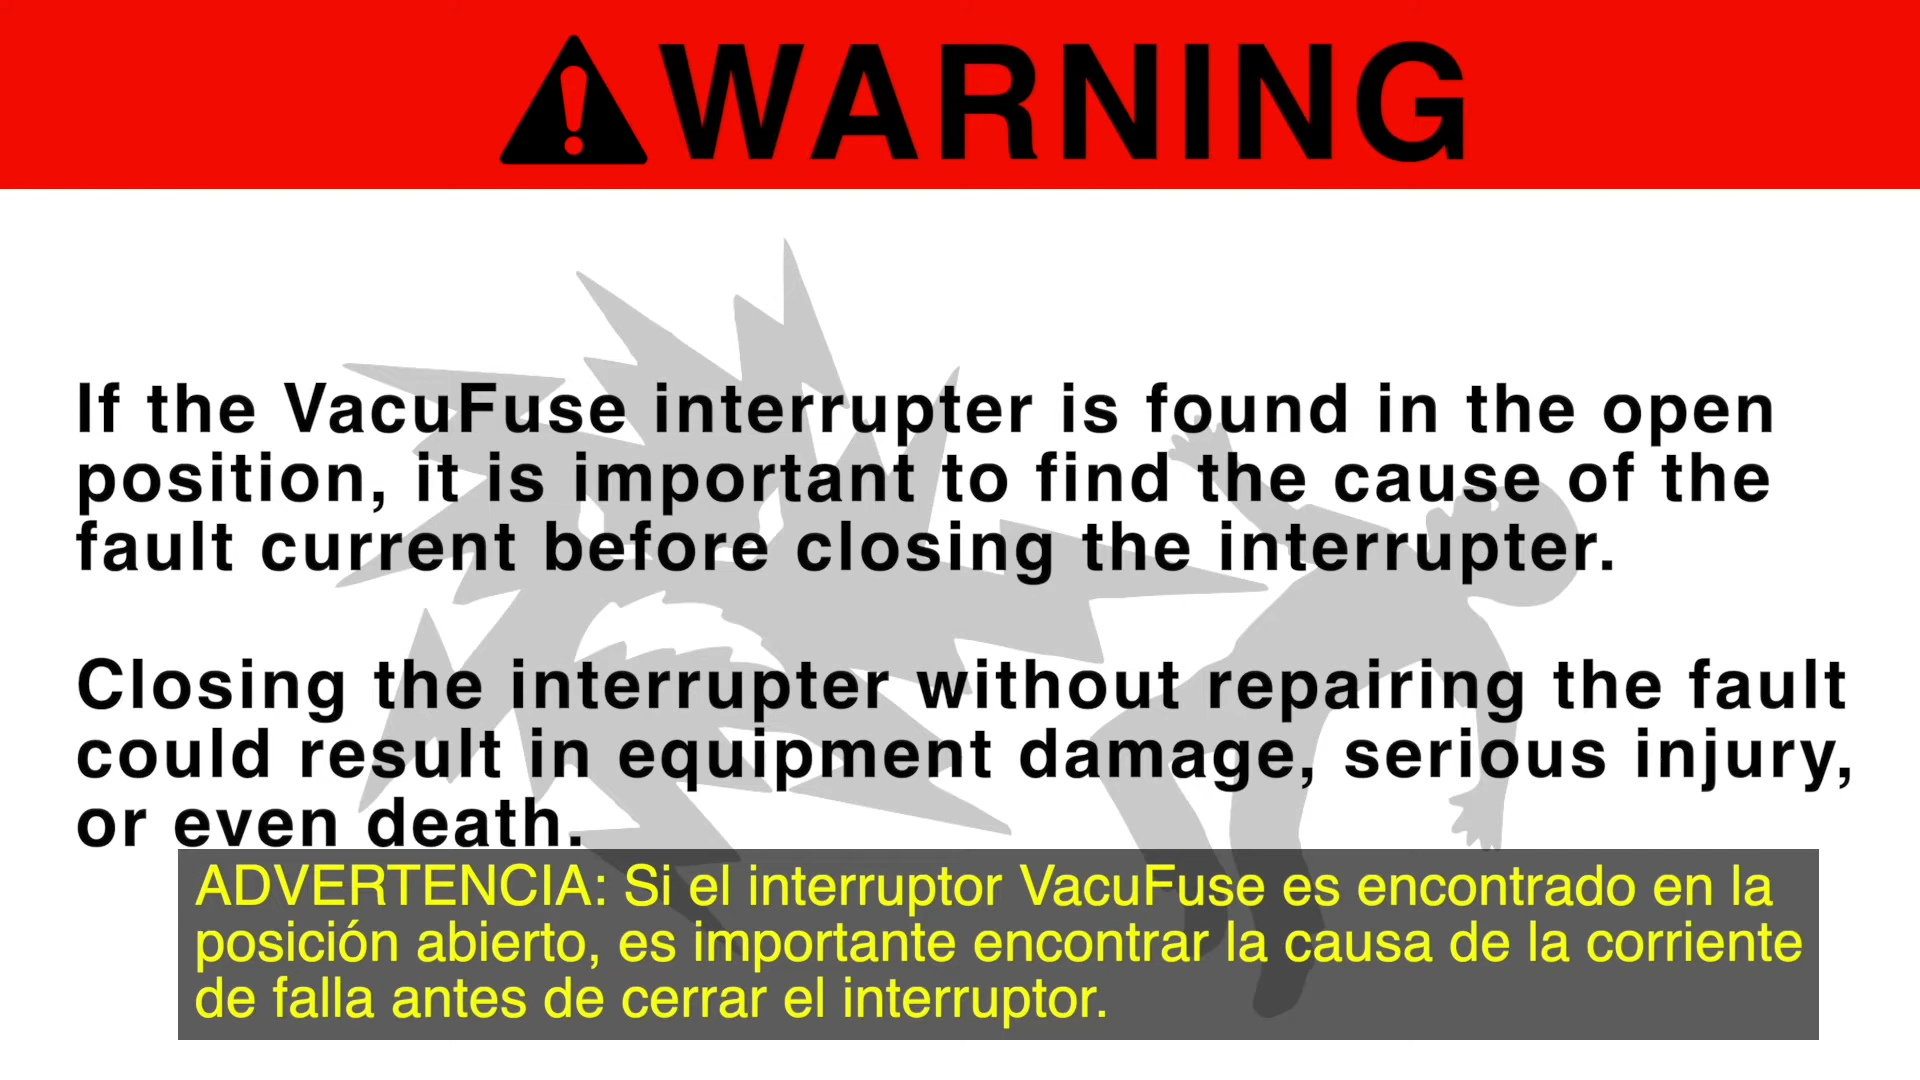 WARNING
If the VacuFuse interrupter is found in the open
position, it is important to find the cause of the
fault current before closing the interrupter.
Closing the interrupter without repairing the fault
could result in equipment damage, serious injury,
or even death.
ADVERTENCIA: Si el interruptor VacuFuse es encontrado en la
posición abierto, es importante encontrar la causa de la corriente
de falla antes de cerrar el interruptor.